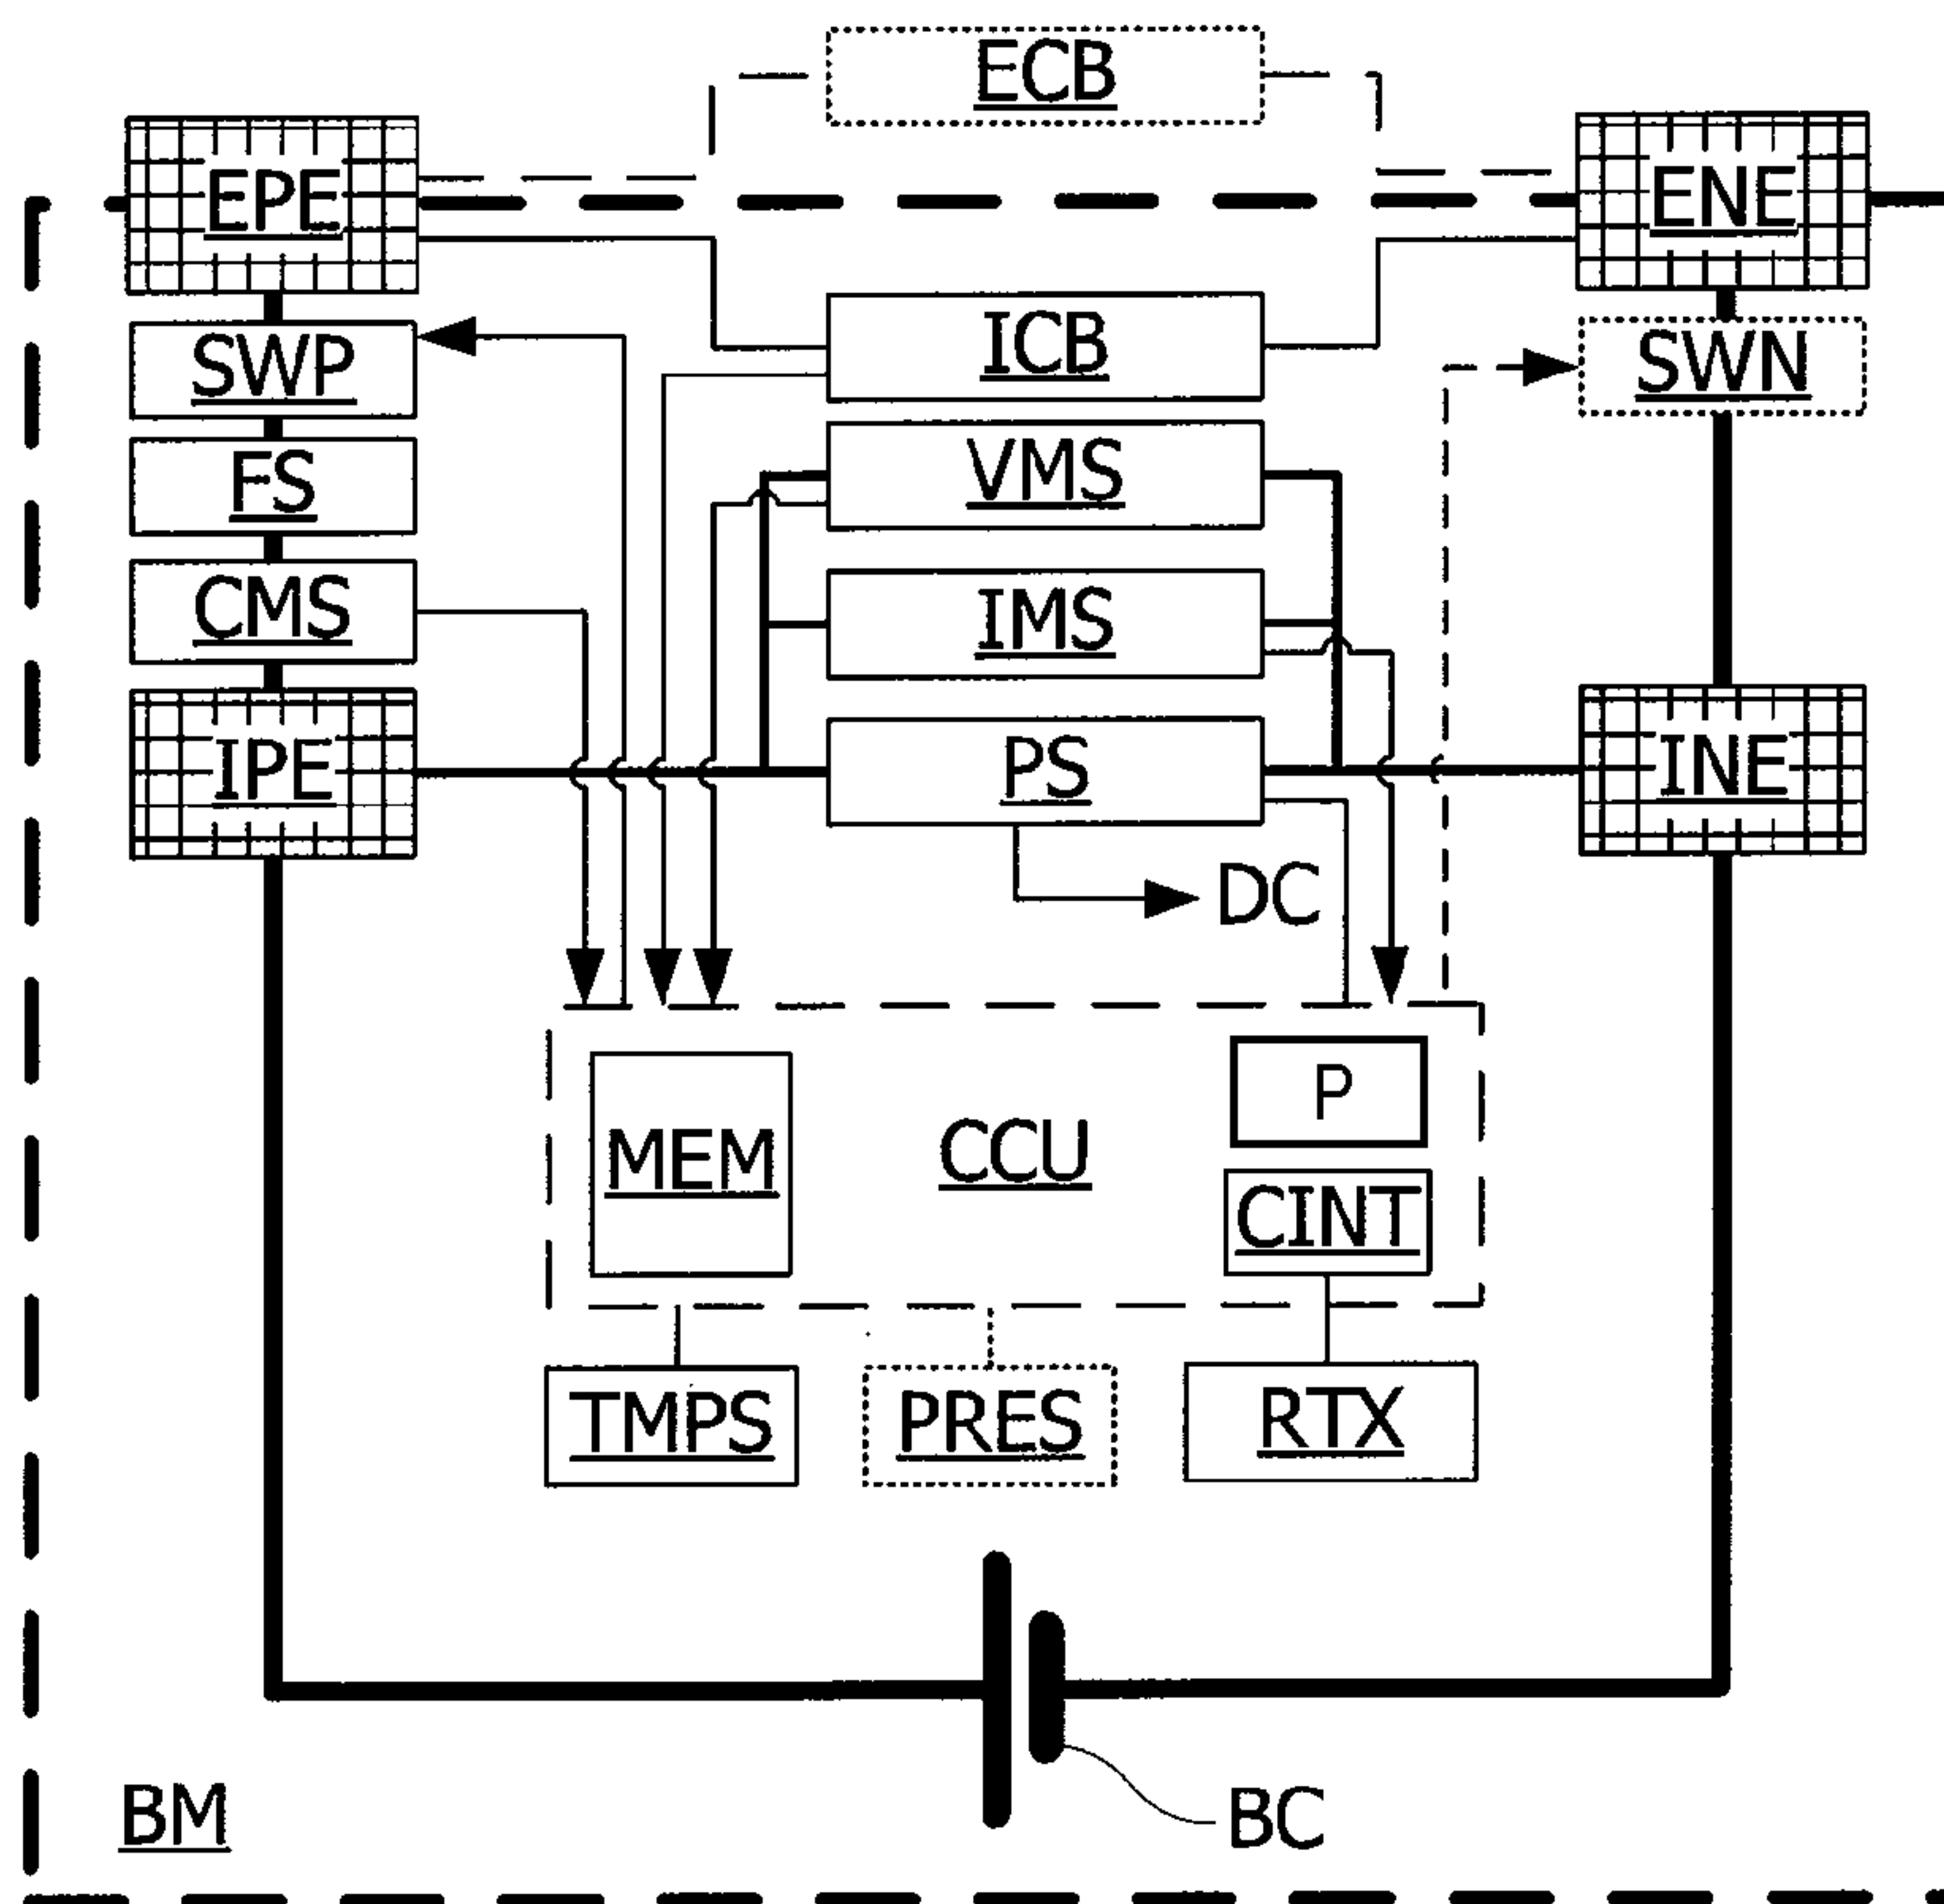 ECB
EPE
ENE
SWP
ICB
SWN
FS
VMS
CMS
IMS
IPE
PS
INE
DC
MEM
CCU
P
CINT
TMPS
PRES
RTX
BM
BC